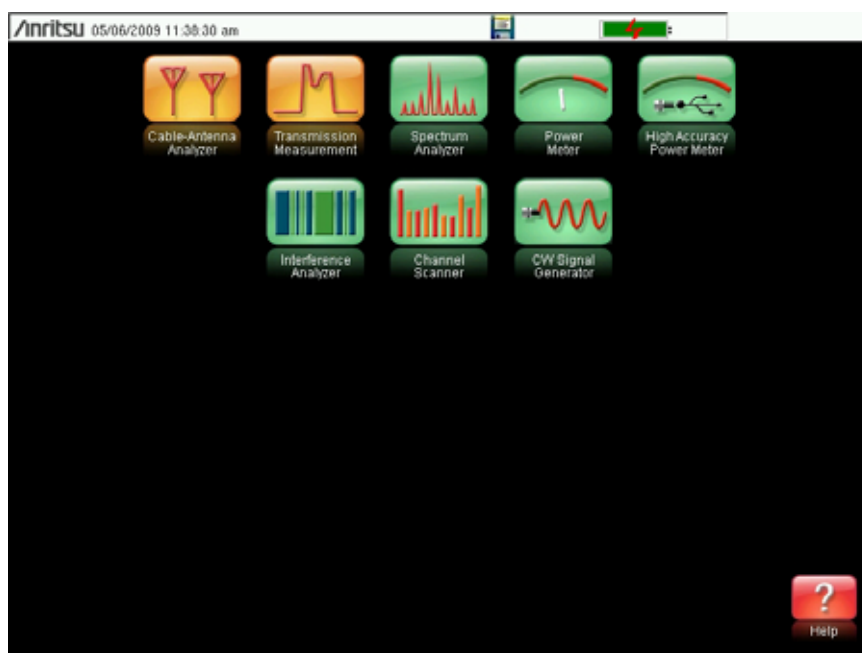 /Inritsu 05/06/2009 11:38:30 am
Cable-Antenna
Analyzer
Transmission
Measurement
Spectrum
Analyzer
Power
Meter
High Accuracy
Power Meter
Interference
Analyzer
Channel
Scanner
CW Signal
Generator
?
Help